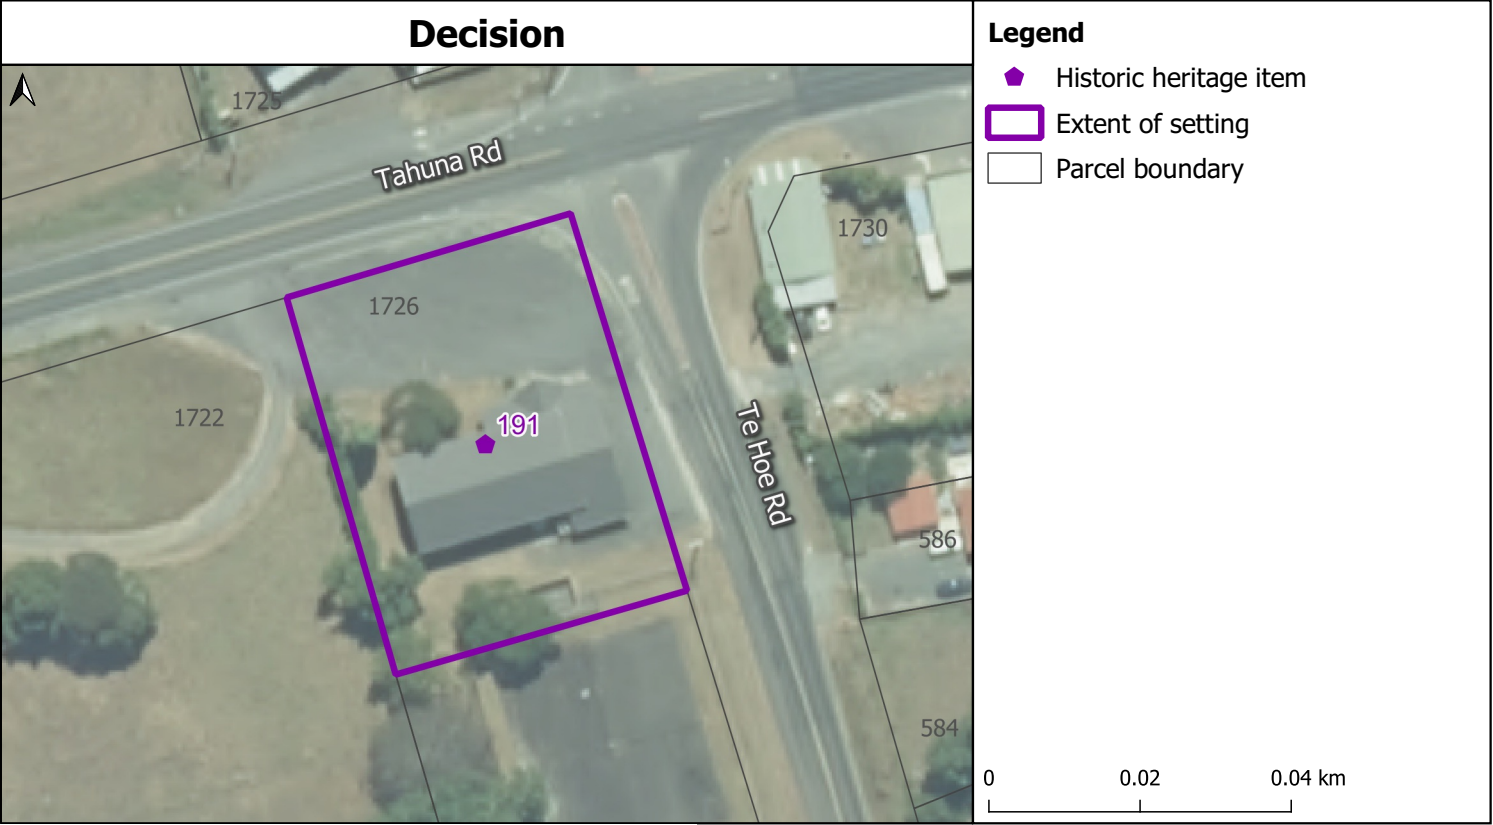 Decision
1725
Tahuna Rd
1730
1726
1722
191
Te Hoe Rd
586
584
Legend
Historic heritage item
Extent of setting
Parcel boundary
0 0.02 0.04 km